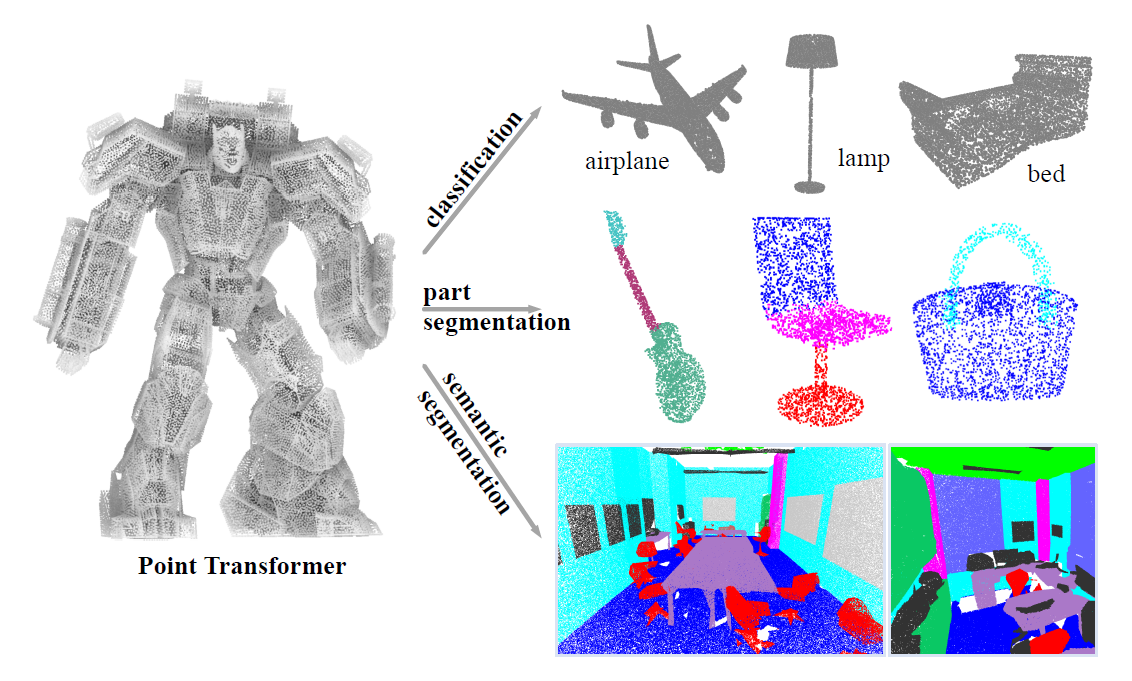 classification
airplane
lamp
bed
part
segmentation
semantic
segmentation
Point Transformer